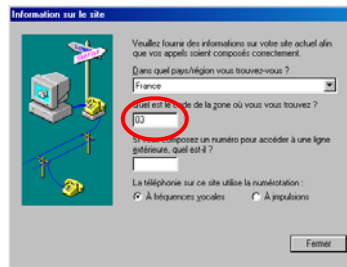 Information sur le site
Veuillez fournir des informations sur votre site actuel afin
que vos appels soient composés correctement.
Dans quel pays/région vous trouvez-vous ?
France
Quel est le code de la zone où vous vous trouvez ?
03
Si vous composez un numéro pour accéder à une ligne
extérieure, quel est-il ?
La téléphonie sur ce site utilise la numérotation :
À fréquences vocales À impulsions
Fermer